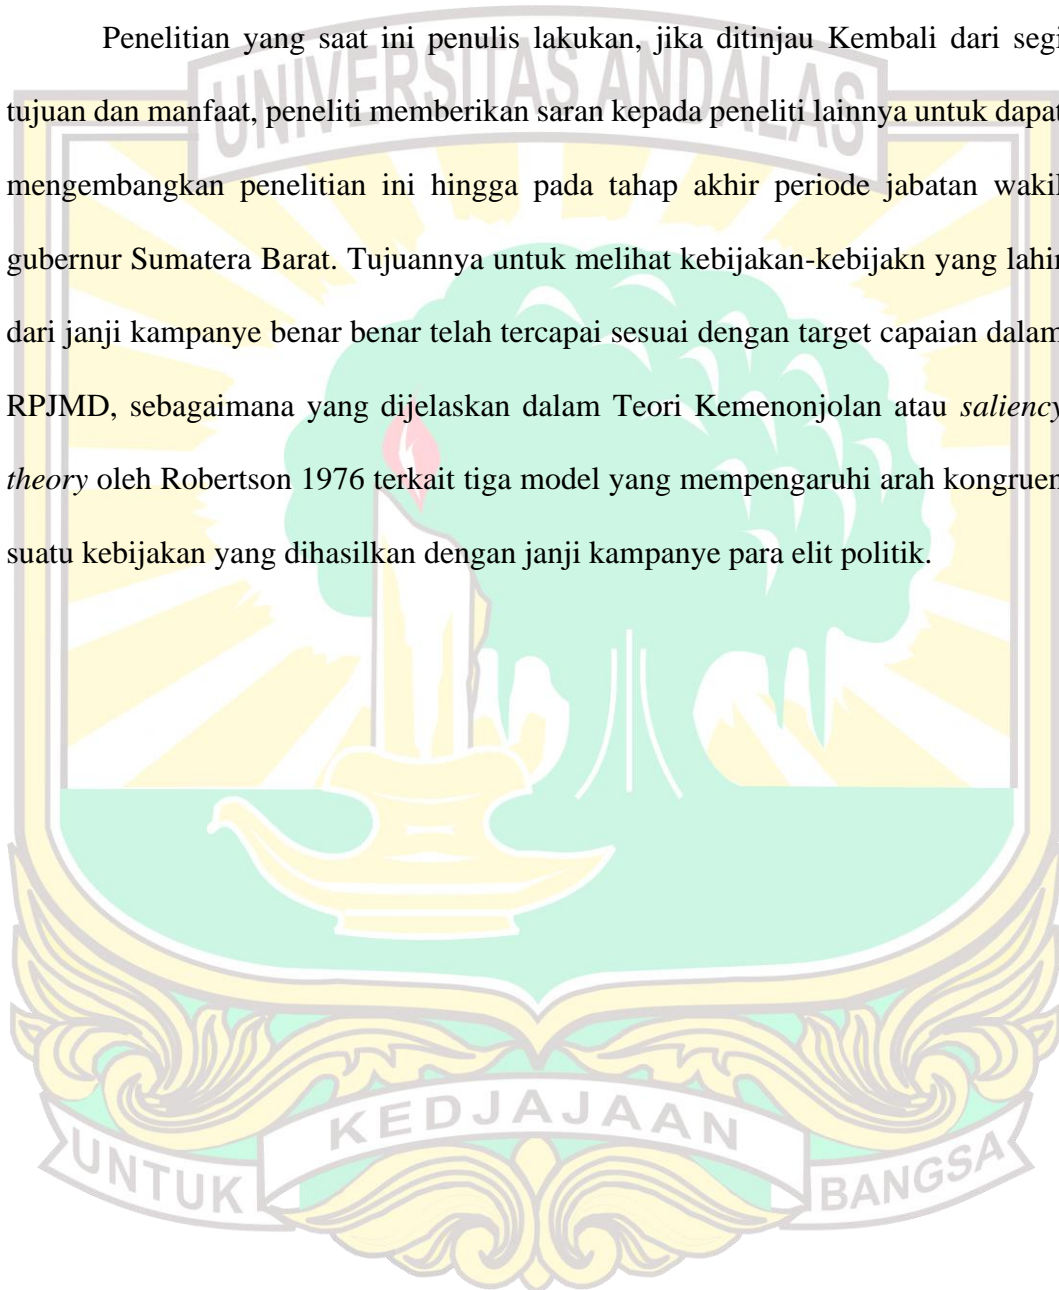 Penelitian yang saat ini penulis lakukan, jika ditinjau Kembali dari segi
UNIVERSITAS ANDALAS
tujuan dan manfaat, peneliti memberikan saran kepada peneliti lainnya untuk dapat
mengembangkan penelitian ini hingga pada tahap akhir periode jabatan wakil
gubernur Sumatera Barat. Tujuannya untuk melihat kebijakan-kebijakn yang lahir
dari janji kampanye benar benar telah tercapai sesuai dengan target capaian dalam
RPJMD, sebagaimana yang dijelaskan dalam Teori Kemenonjolan atau saliency
theory oleh Robertson 1976 terkait tiga model yang mempengaruhi arah kongruen
suatu kebijakan yang dihasilkan dengan janji kampanye para elit politik.
UNTUK KEDJAJAAN BANGSA